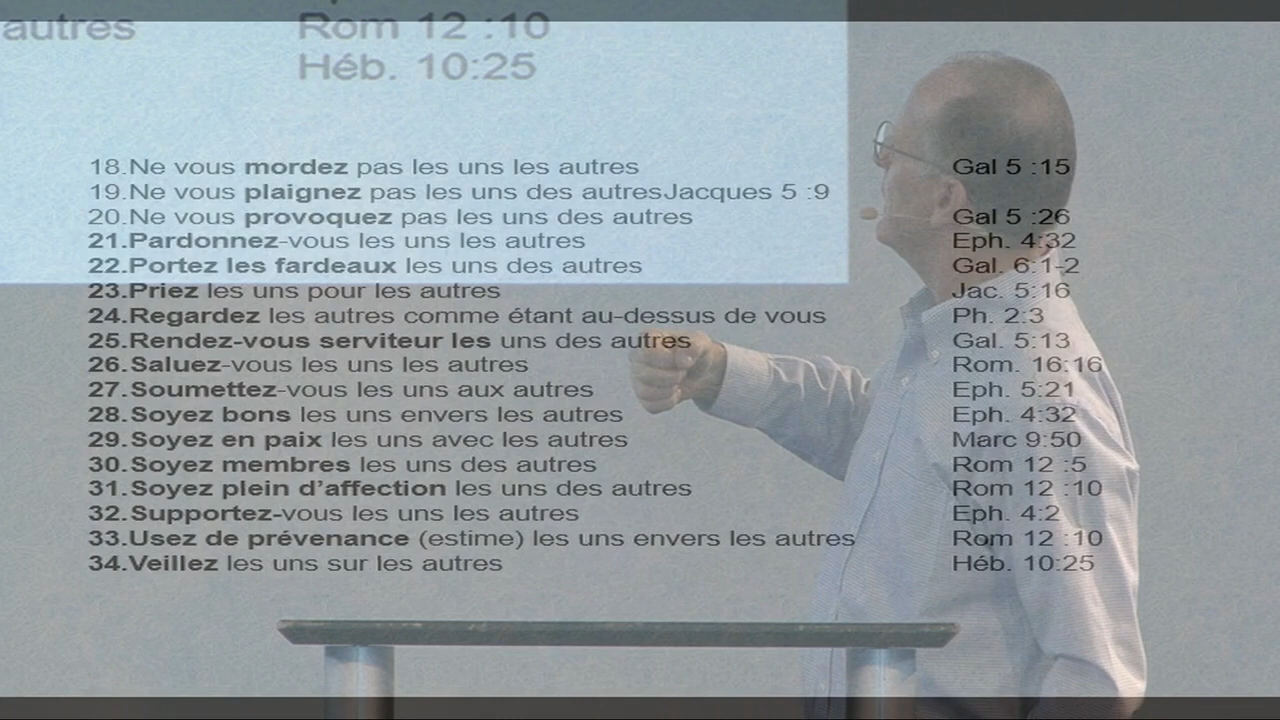 autres Rom 12 :10
Héb. 10:25
18.Ne vous mordez pas les uns les autres Gal 5 :15
19.Ne vous plaignez pas les uns des autresJacques 5 :9
20.Ne vous provoquez pas les uns des autres Gal 5 :26
21.Pardonnez-vous les uns les autres Eph. 4:32
22.Portez les fardeaux les uns des autres Gal. 6:1-2
23.Priez les uns pour les autres Jac. 5:16
24.Regardez les autres comme étant au-dessus de vous Ph. 2:3
25.Rendez-vous serviteur les uns des autres Gal. 5:13
26.Saluez-vous les uns les autres Rom. 16:16
27.Soumettez-vous les uns aux autres Eph. 5:21
28.Soyez bons les uns envers les autres Eph. 4:32
29.Soyez en paix les uns avec les autres Marc 9:50
30.Soyez membres les uns des autres Rom 12 :5
31.Soyez plein d’affection les uns des autres Rom 12 :10
32.Supportez-vous les uns les autres Eph. 4:2
33.Usez de prévenance (estime) les uns envers les autres Rom 12 :10
34.Veillez les uns sur les autres Héb. 10:25